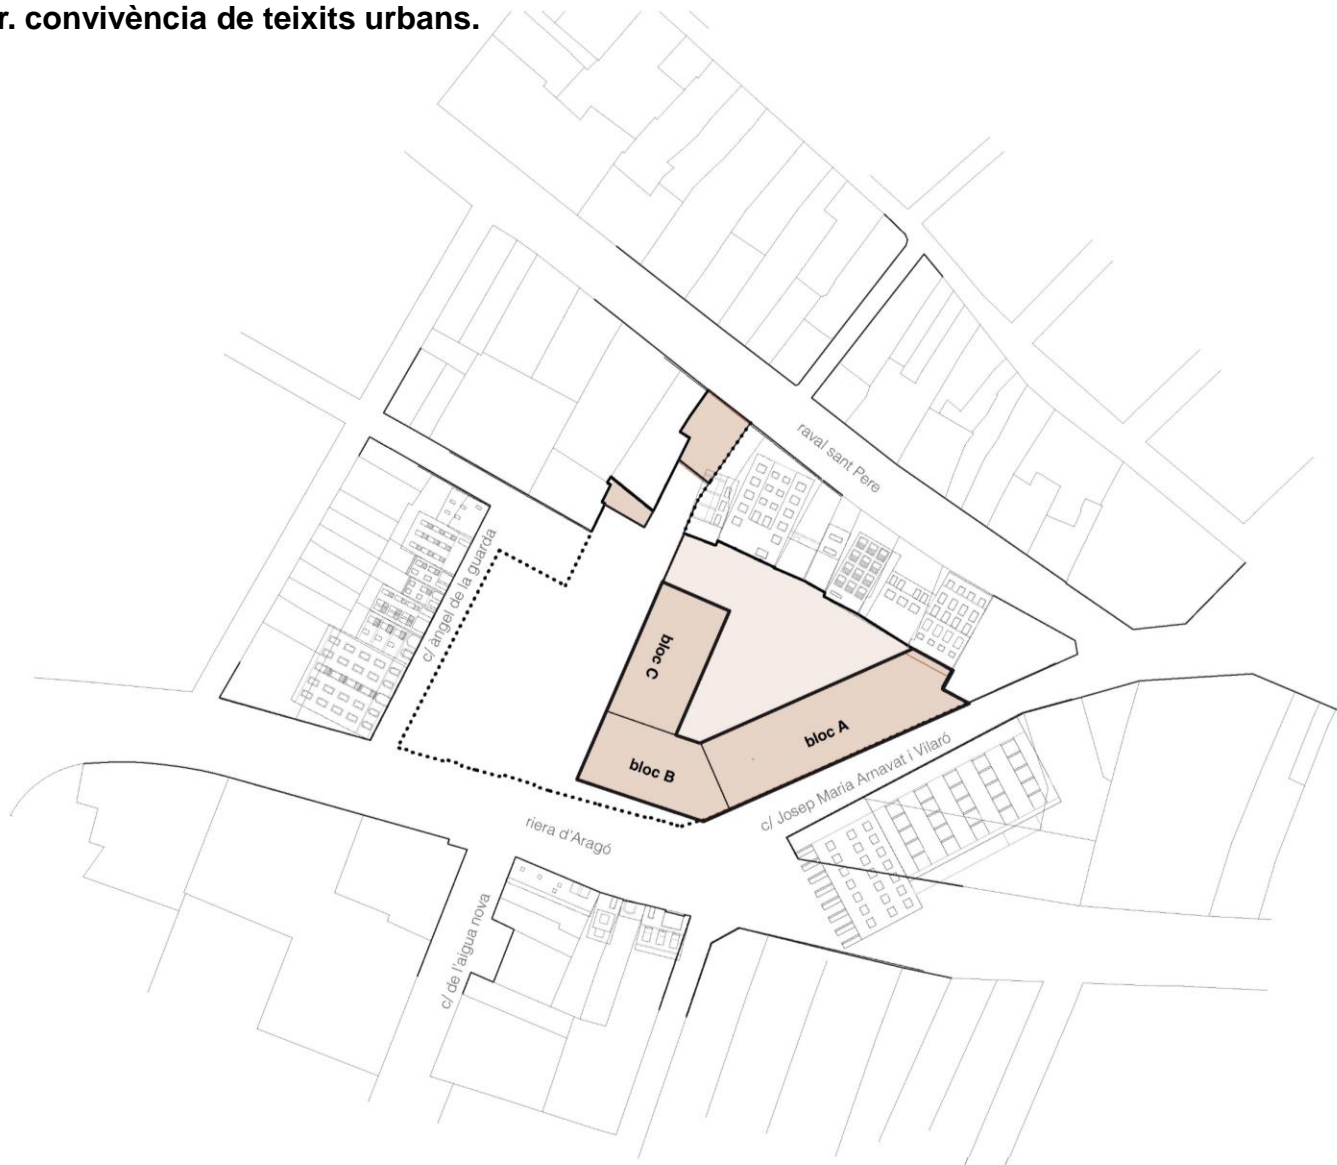 r. convivència de teixits urbans.
raval sant Pere
c/ àngel de la guarda
bloc C
bloc A
bloc B
c/ Josep Maria Arnavat i Vilaró
riera d'Aragó
c/ de l'aigua nova